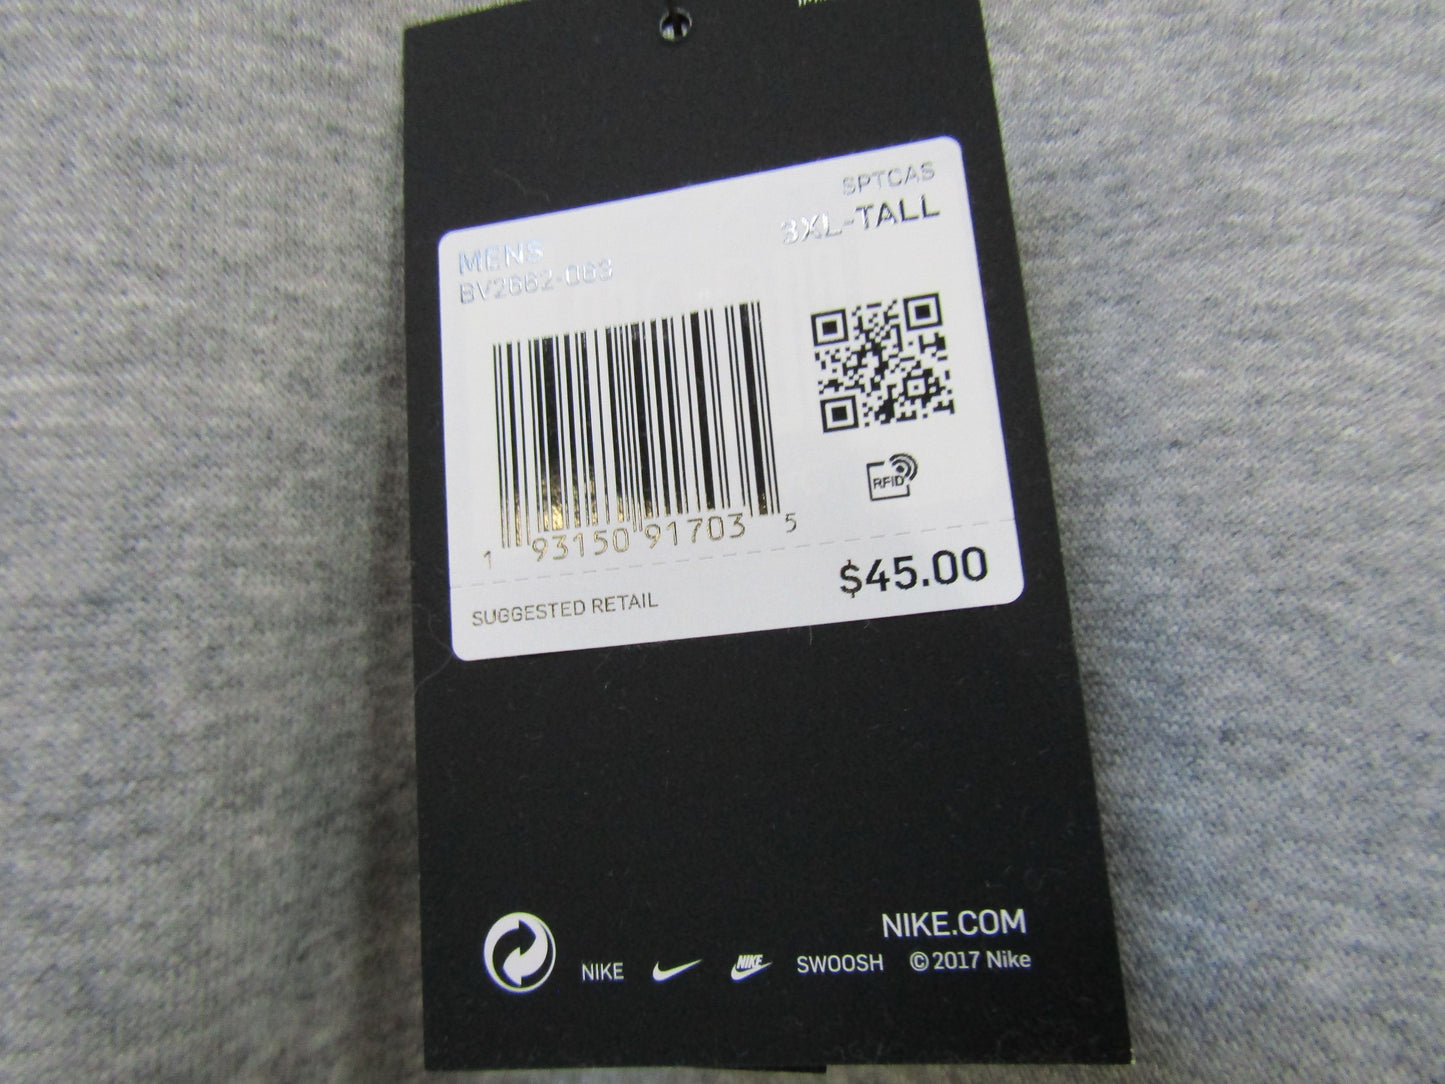 SPTCAS
3XL-TALL
MENS
BV2662-063
1 93150 91703 5
RFID
SUGGESTED RETAIL
$45.00
NIKE.COM
NIKE NIKE SWOOSH © 2017 Nike